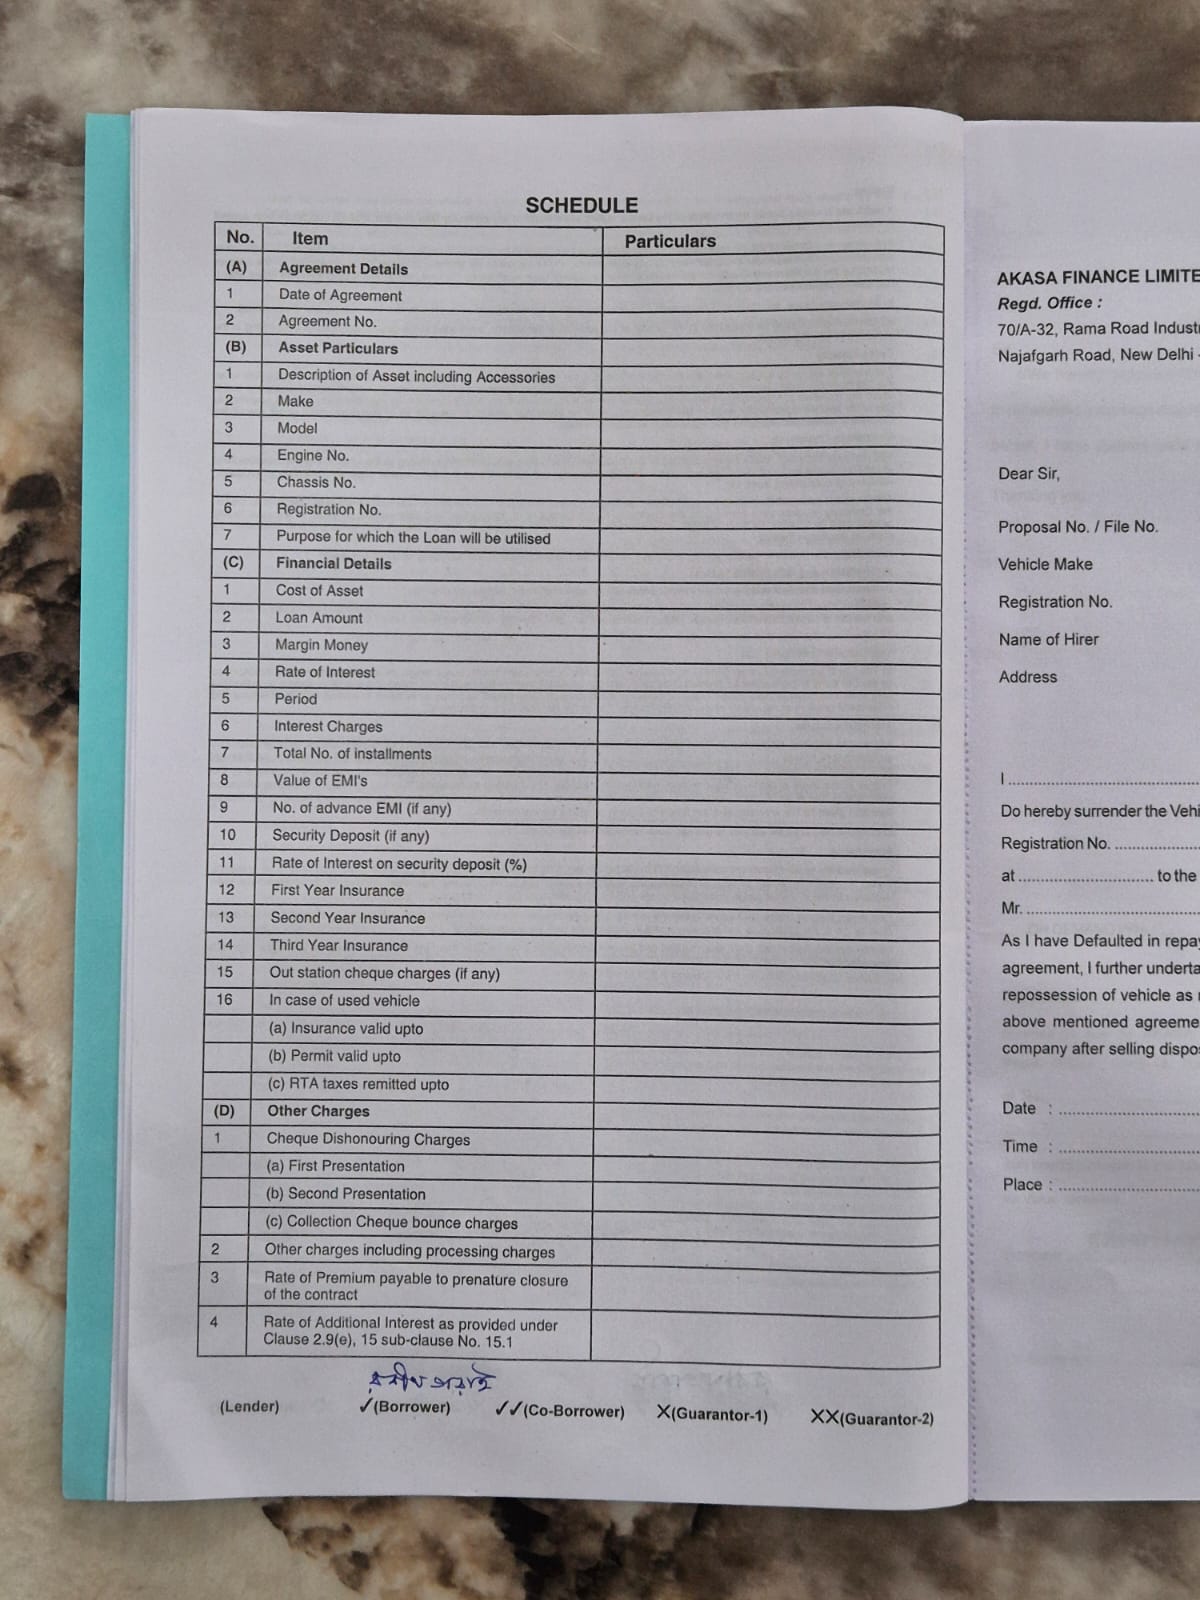 SCHEDULE
No. Item Particulars
(A) Agreement Details
1 Date of Agreement
2 Agreement No.
(B) Asset Particulars
1 Description of Asset including Accessories
2 Make
3 Model
4 Engine No.
5 Chassis No.
6 Registration No.
7 Purpose for which the Loan will be utilised
(C) Financial Details
1 Cost of Asset
2 Loan Amount
3 Margin Money
4 Rate of Interest
5 Period
6 Interest Charges
7 Total No. of installments
8 Value of EMI's
9 No. of advance EMI (if any)
10 Security Deposit (if any)
11 Rate of Interest on security deposit (%)
12 First Year Insurance
13 Second Year Insurance
14 Third Year Insurance
15 Out station cheque charges (if any)
16 In case of used vehicle
(a) Insurance valid upto
(b) Permit valid upto
(c) RTA taxes remitted upto
(D) Other Charges
1 Cheque Dishonouring Charges
(a) First Presentation
(b) Second Presentation
(c) Collection Cheque bounce charges
2 Other charges including processing charges
3 Rate of Premium payable to prenature closure
of the contract
4 Rate of Additional Interest as provided under
Clause 2.9(e), 15 sub-clause No. 15.1
(Lender) ✓(Borrower) ✓✓(Co-Borrower) X(Guarantor-1) XX(Guarantor-2)
AKASA FINANCE LIMITE
Regd. Office :
70/A-32, Rama Road Industr
Najafgarh Road, New Delhi -
Dear Sir,
Proposal No. / File No.
Vehicle Make
Registration No.
Name of Hirer
Address
I ..........................
Do hereby surrender the Vehi
Registration No. ................
at ............................. to the
Mr. ..........................
As I have Defaulted in repay
agreement, I further underta
repossession of vehicle as
above mentioned agreeme
company after selling dispos
Date : ..........................
Time : ..........................
Place : ..........................